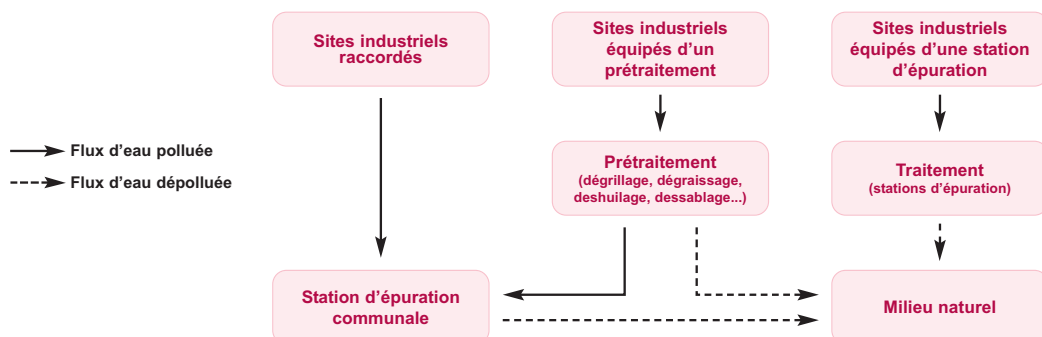 Sites industriels
raccordés
Sites industriels
équipés d'un
prétraitement
Sites industriels
équipés d'une station
d'épuration
Flux d'eau polluée
Flux d'eau dépolluée
Prétraitement
(dégrillage, dégraissage,
deshuilage, dessablage...)
Traitement
(stations d'épuration)
Station d'épuration
communale
Milieu naturel